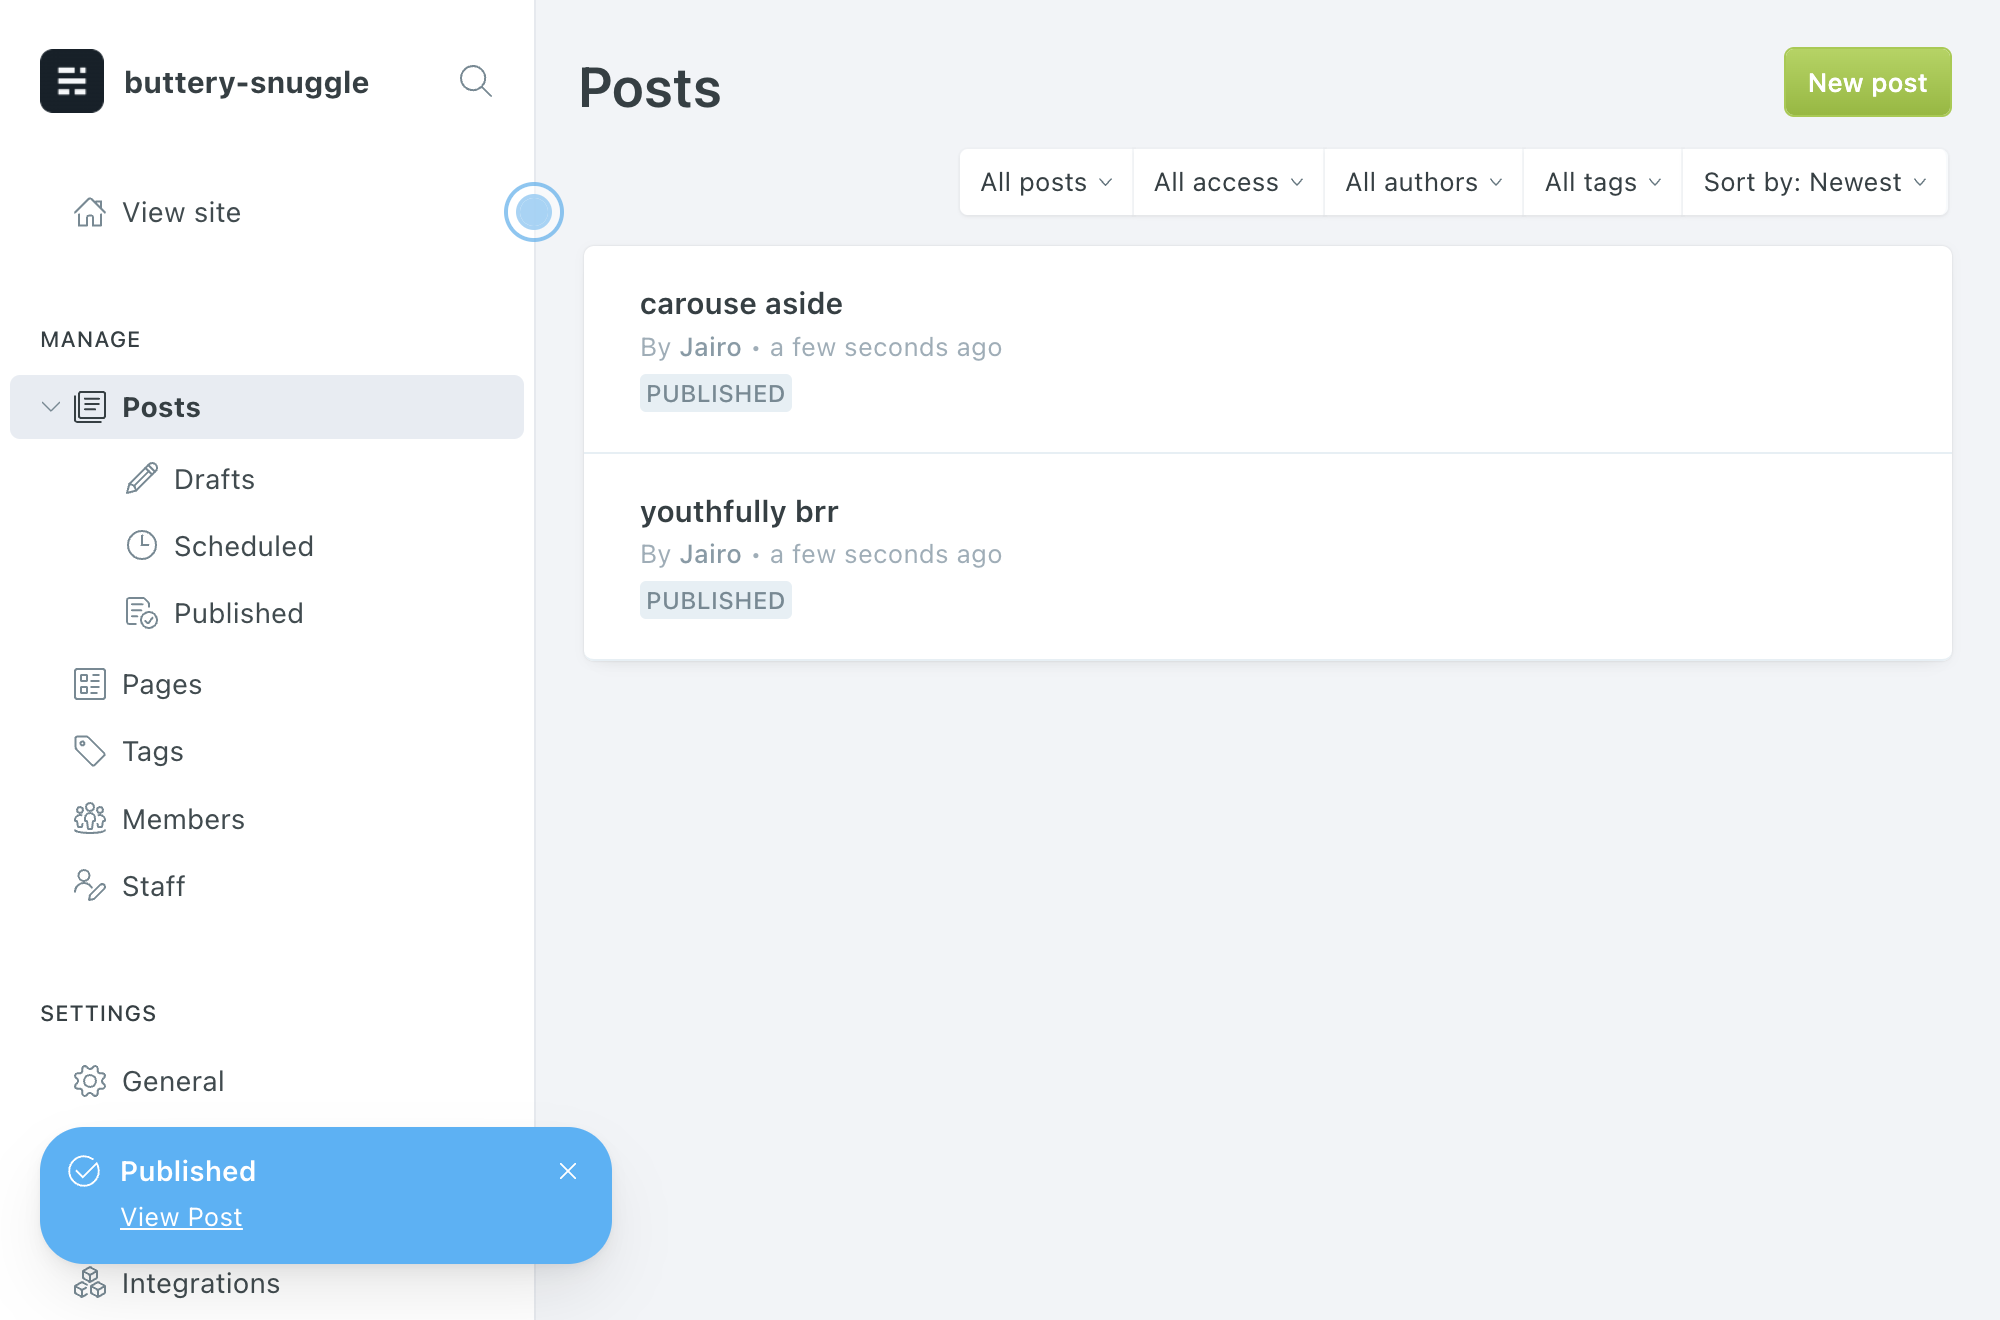 buttery-snuggle
View site
MANAGE
Posts
Drafts
Scheduled
Published
Pages
Tags
Members
Staff
SETTINGS
General
Published
View Post
Integrations
Posts
New post
All posts
All access
All authors
All tags
Sort by: Newest
carouse aside
By Jairo • a few seconds ago
PUBLISHED
youthfully brr
By Jairo • a few seconds ago
PUBLISHED